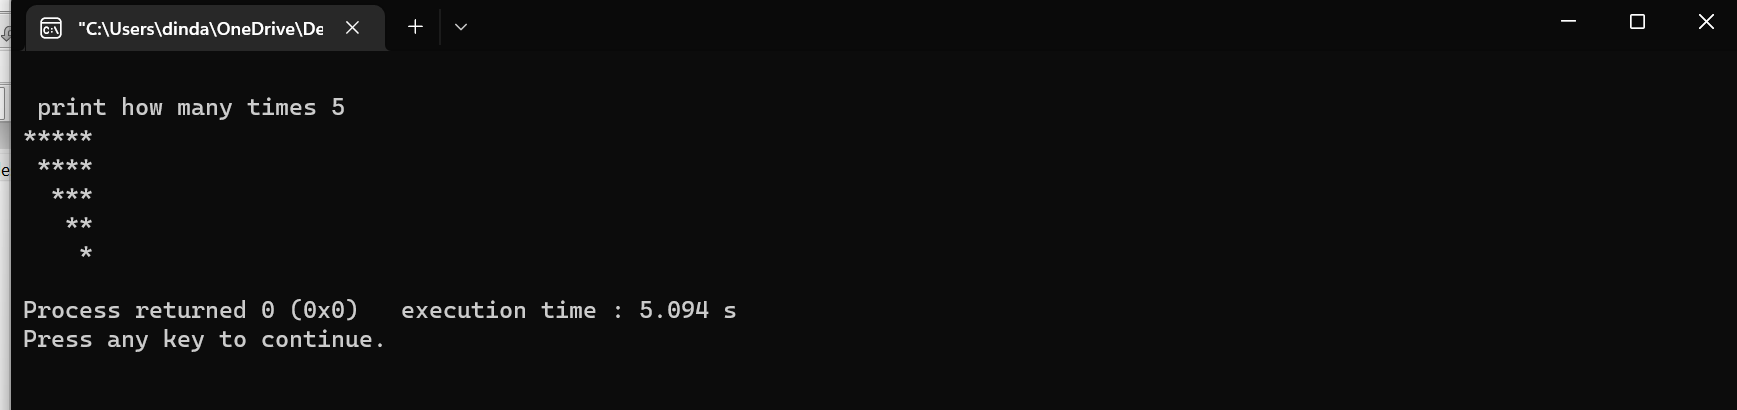 "C:\Users\dinda\OneDrive\De
print how many times 5
*****
 ****
  ***
   **
    *
Process returned 0 (0x0)   execution time : 5.094 s
Press any key to continue.